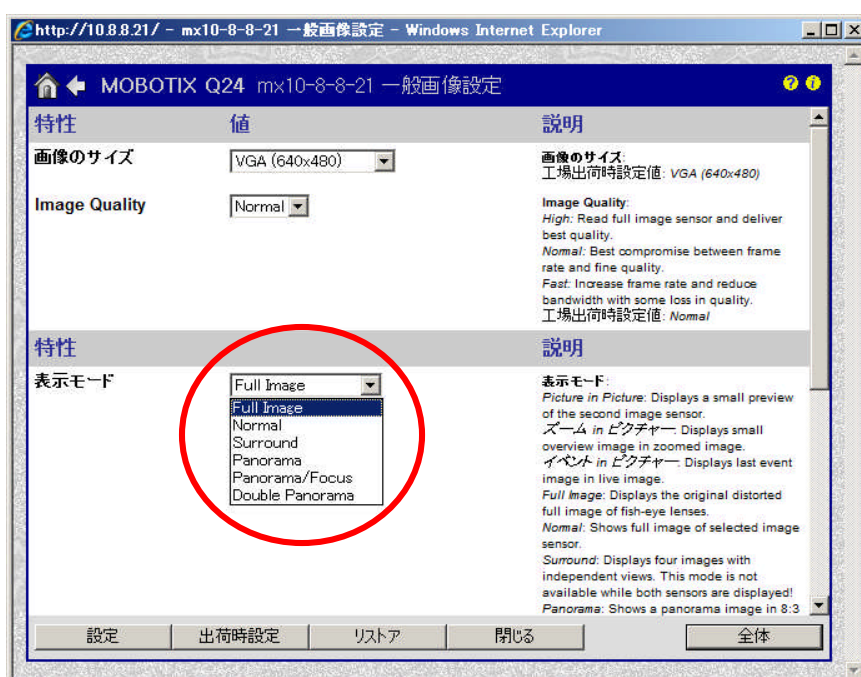 http://10.8.8.21/ - mx10-8-8-21 一般画像設定 - Windows Internet Explorer
MOBOTIX Q24 mx10-8-8-21 一般画像設定
特性 値 説明
画像のサイズ VGA (640x480) 画像のサイズ:
工場出荷時設定値: VGA (640x480)
Image Quality Normal Image Quality:
High: Read full image sensor and deliver
best quality.
Normal: Best compromise between frame
rate and fine quality.
Fast: Increase frame rate and reduce
bandwidth with some loss in quality.
工場出荷時設定値: Normal
特性 説明
表示モード Full Image 表示モード:
Full Image
Normal
Surround
Panorama
Panorama/Focus
Double Panorama
Picture in Picture: Displays a small preview
of the second image sensor.
ズーム in ピクチャー: Displays small
overview image in zoomed image.
イベント in ピクチャー: Displays last event
image in live image.
Full Image: Displays the original distorted
full image of fish-eye lenses.
Normal: Shows full image of selected image
sensor.
Surround: Displays four images with
independent views. This mode is not
available while both sensors are displayed!
Panorama: Shows a panorama image in 8:3
設定 出荷時設定 リストア 閉じる 全体